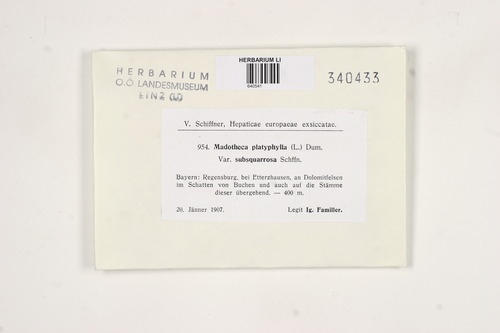 HERBARIUM
O.Ö LANDESMUSEUM
LINZ (U)
HERBARIUM LI
640541
340433
V. Schiffner, Hepaticae europaeae exsiccatae.
954. Madotheca platyphylla (L.) Dum.
Var. subsquarrosa Schffn.
Bayern: Regensburg, bei Etterzhausen, an Dolomitfelsen
im Schatten von Buchen und auch auf die Stämme
dieser übergehend. — 400 m.
20. Jänner 1907.
Legit Ig. Familler.